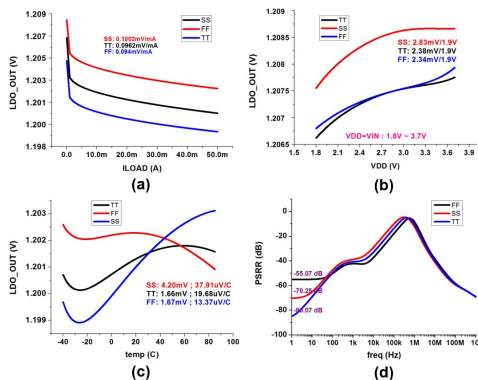 1.209
1.206
1.203
1.201
1.198
LDO_OUT (V)
SS: 0.1002mV/mA
TT: 0.0962mV/mA
FF: 0.094mV/mA
SS
FF
TT
0.0
10.0m
20.0m
30.0m
40.0m
50.0m
ILOAD (A)
(a)
1.209
1.2085
1.208
1.2075
1.207
1.2065
LDO_OUT (V)
TT
SS
FF
SS: 2.83mV/1.9V
TT: 2.38mV/1.9V
FF: 2.34mV/1.9V
VDD=VIN : 1.8V ~ 3.7V
1.5
1.8
2.1
2.4
2.7
3.0
3.3
3.6
3.9
VDD (V)
(b)
1.203
1.202
1.201
1.200
1.199
LDO_OUT (V)
TT
FF
SS
SS: 4.20mV ; 37.91uV/C
TT: 1.66mV ; 19.68uV/C
FF: 1.67mV ; 13.37uV/C
-40
-20
0
20
40
60
80
100
temp (C)
(c)
0
-20
-40
-60
-80
PSRR (dB)
FF
SS
TT
-55.07 dB
-70.25 dB
1
10
100
1k
10k
100k
1M
10M
100M
freq (Hz)
(d)